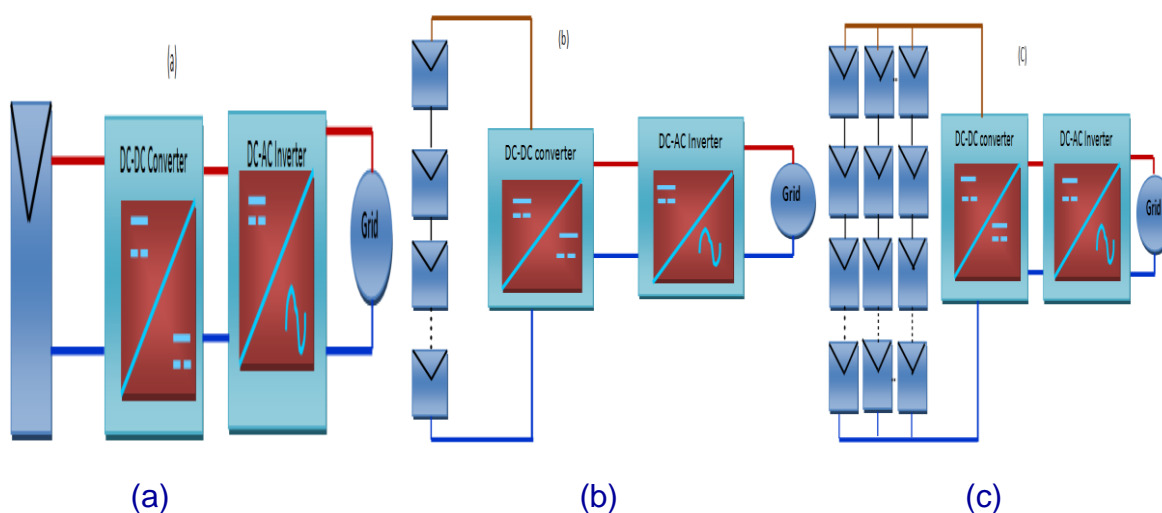 (a)
DC-DC Converter
DC-AC Inverter
Grid
(b)
DC-DC converter
DC-AC Inverter
Grid
(C)
DC-DC converter
DC-AC Inverter
Grid
(a)
(b)
(c)